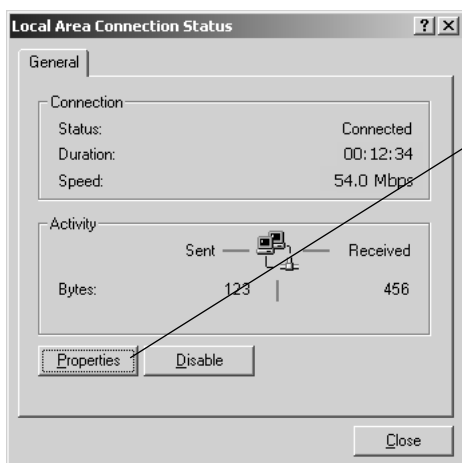 Local Area Connection Status
General
Connection
Status: Connected
Duration: 00:12:34
Speed: 54.0 Mbps
Activity
Sent Received
Bytes: 123 456
Properties Disable
Close